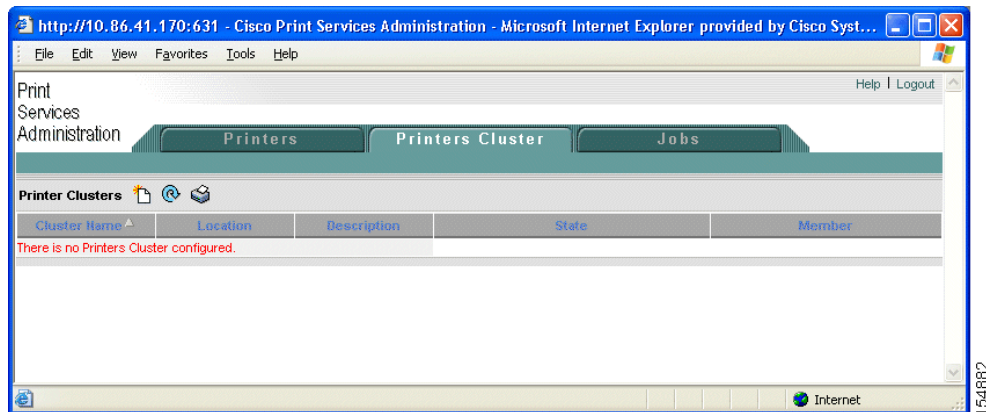 http://10.86.41.170:631 - Cisco Print Services Administration - Microsoft Internet Explorer provided by Cisco Syst...
File Edit View Favorites Tools Help
Help | Logout
Print
Services
Administration
Printers Printers Cluster Jobs
Printer Clusters
Cluster Name Location Description State Member
There is no Printers Cluster configured.
Internet
154882